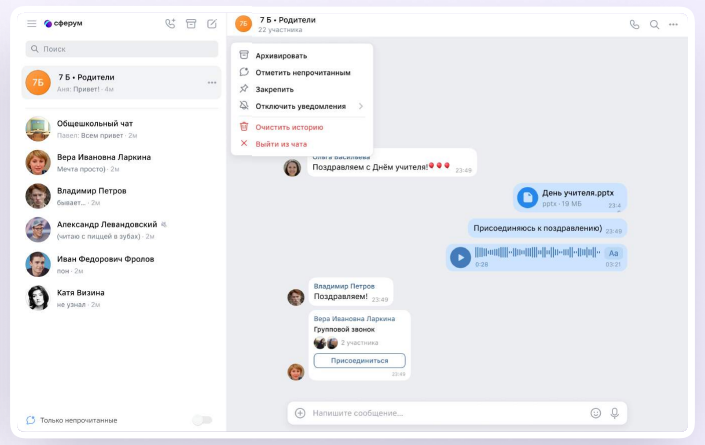 сферум
Поиск
7Б
7 Б • Родители
Аня: Привет! · 4м
Общешкольный чат
Павел: Всем привет · 2м
Вера Ивановна Ларкина
Мечта просто) · 2м
Владимир Петров
бывает... · 2м
Александр Левандовский
(читаю с пиццей в зубах) · 2м
Иван Федорович Фролов
пон · 2м
Катя Визина
не узнал · 2м
Только непрочитанные
7Б
7 Б • Родители
22 участника
Архивировать
Отметить непрочитанным
Закрепить
Отключить уведомления
Очистить историю
Выйти из чата
Ольга Васильева
Поздравляем с Днём учителя!🎈🎈🎈 23:49
День учителя.pptx
pptx · 19 МБ 23:4
Присоединяюсь к поздравлению) 23:49
Аа
0:28 03:21
Владимир Петров
Поздравляем! 23:49
Вера Ивановна Ларкина
Групповой звонок
2 участника
Присоединиться
23:49
Напишите сообщение...